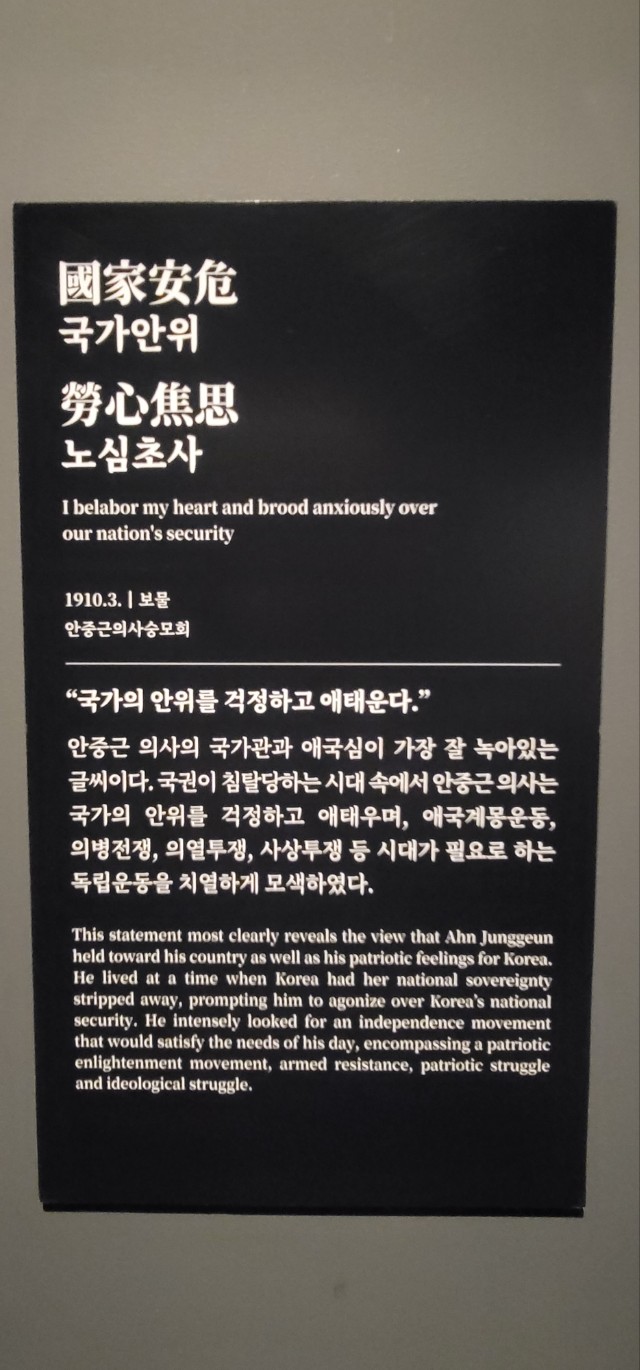 國家安危
국가안위
勞心焦思
노심초사
I belabor my heart and brood anxiously over
our nation's security
1910.3. | 보물
안중근의사숭모회
“국가의 안위를 걱정하고 애태운다.”
안중근 의사의 국가관과 애국심이 가장 잘 녹아있는
글씨이다. 국권이 침탈당하는 시대 속에서 안중근 의사는
국가의 안위를 걱정하고 애태우며, 애국계몽운동,
의병전쟁, 의열투쟁, 사상투쟁 등 시대가 필요로 하는
독립운동을 치열하게 모색하였다.
This statement most clearly reveals the view that Ahn Junggeun
held toward his country as well as his patriotic feelings for Korea.
He lived at a time when Korea had her national sovereignty
stripped away, prompting him to agonize over Korea's national
security. He intensely looked for an independence movement
that would satisfy the needs of his day, encompassing a patriotic
enlightenment movement, armed resistance, patriotic struggle
and ideological struggle.